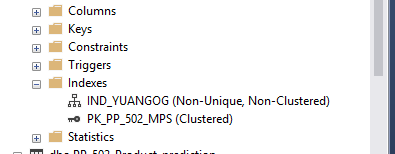 Columns
Keys
Constraints
Triggers
Indexes
IND_YUANGOG (Non-Unique, Non-Clustered)
PK_PP_502_MPS (Clustered)
Statistics
dbo.PP_502_Product_prediction